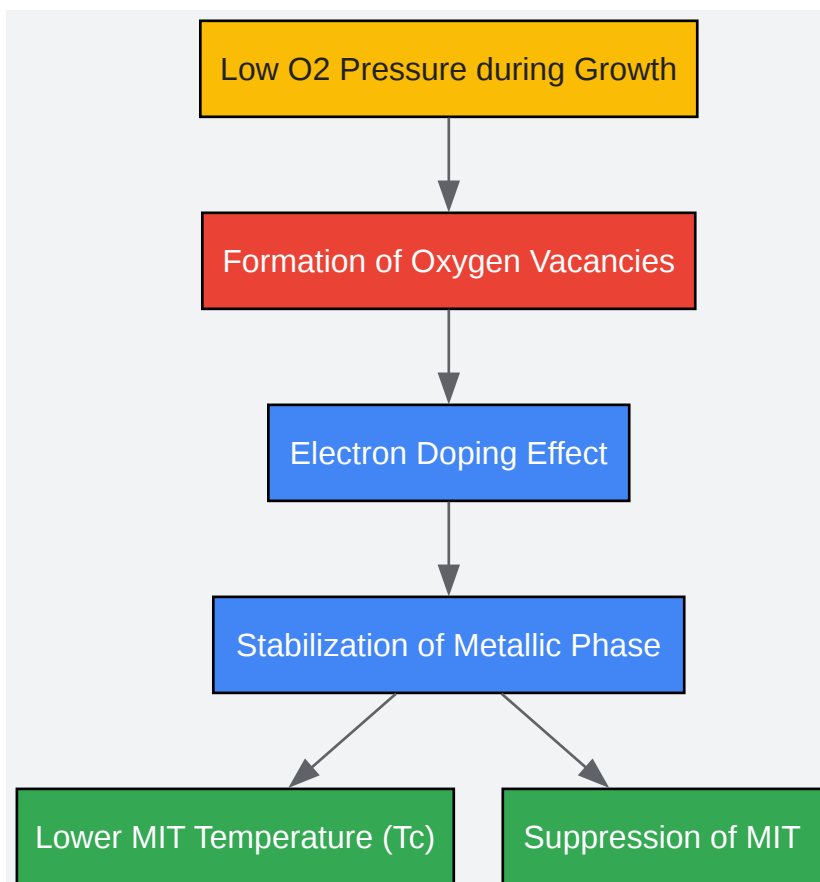 Low O2 Pressure during Growth
Formation of Oxygen Vacancies
Electron Doping Effect
Stabilization of Metallic Phase
Lower MIT Temperature (Tc)
Suppression of MIT